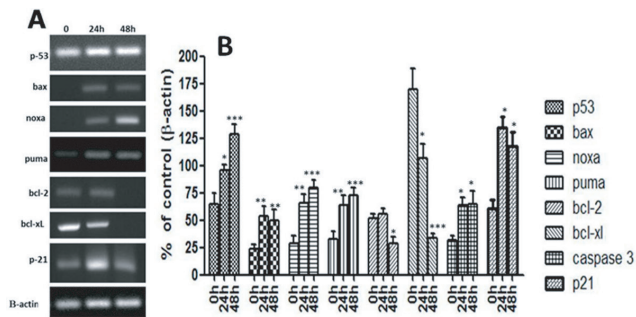 A
0 24h 48h
p-53
bax
noxa
puma
bcl-2
bcl-xL
p-21
B-actin
B
% of control (β-actin)
200
175
150
125
100
75
50
25
0
* ***
** **
** ***
** ***
*
* ***
* *
* *
0h 24h 48h 0h 24h 48h 0h 24h 48h 0h 24h 48h 0h 24h 48h 0h 24h 48h 0h 24h 48h 0h 24h 48h
p53
bax
noxa
puma
bcl-2
bcl-xl
caspase 3
p21